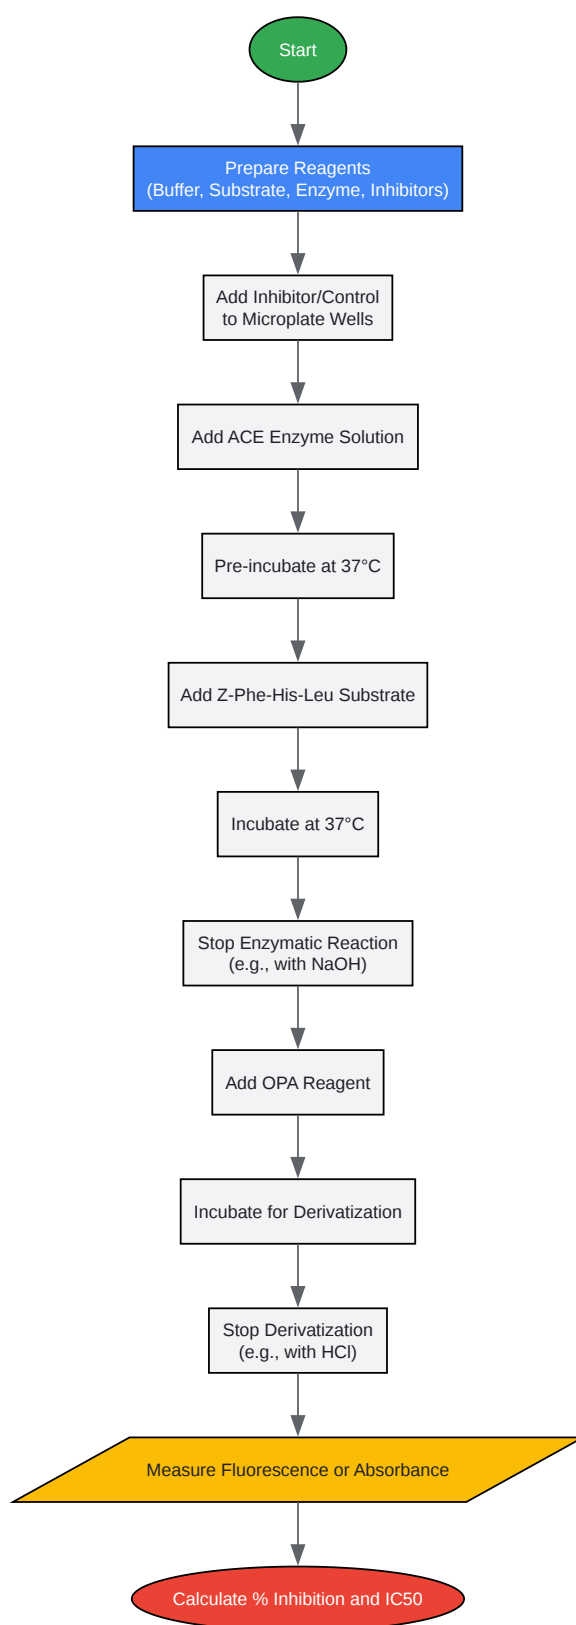 Start
Prepare Reagents
(Buffer, Substrate, Enzyme, Inhibitors)
Add Inhibitor/Control
to Microplate Wells
Add ACE Enzyme Solution
Pre-incubate at 37°C
Add Z-Phe-His-Leu Substrate
Incubate at 37°C
Stop Enzymatic Reaction
(e.g., with NaOH)
Add OPA Reagent
Incubate for Derivatization
Stop Derivatization
(e.g., with HCl)
Measure Fluorescence or Absorbance
Calculate % Inhibition and IC50